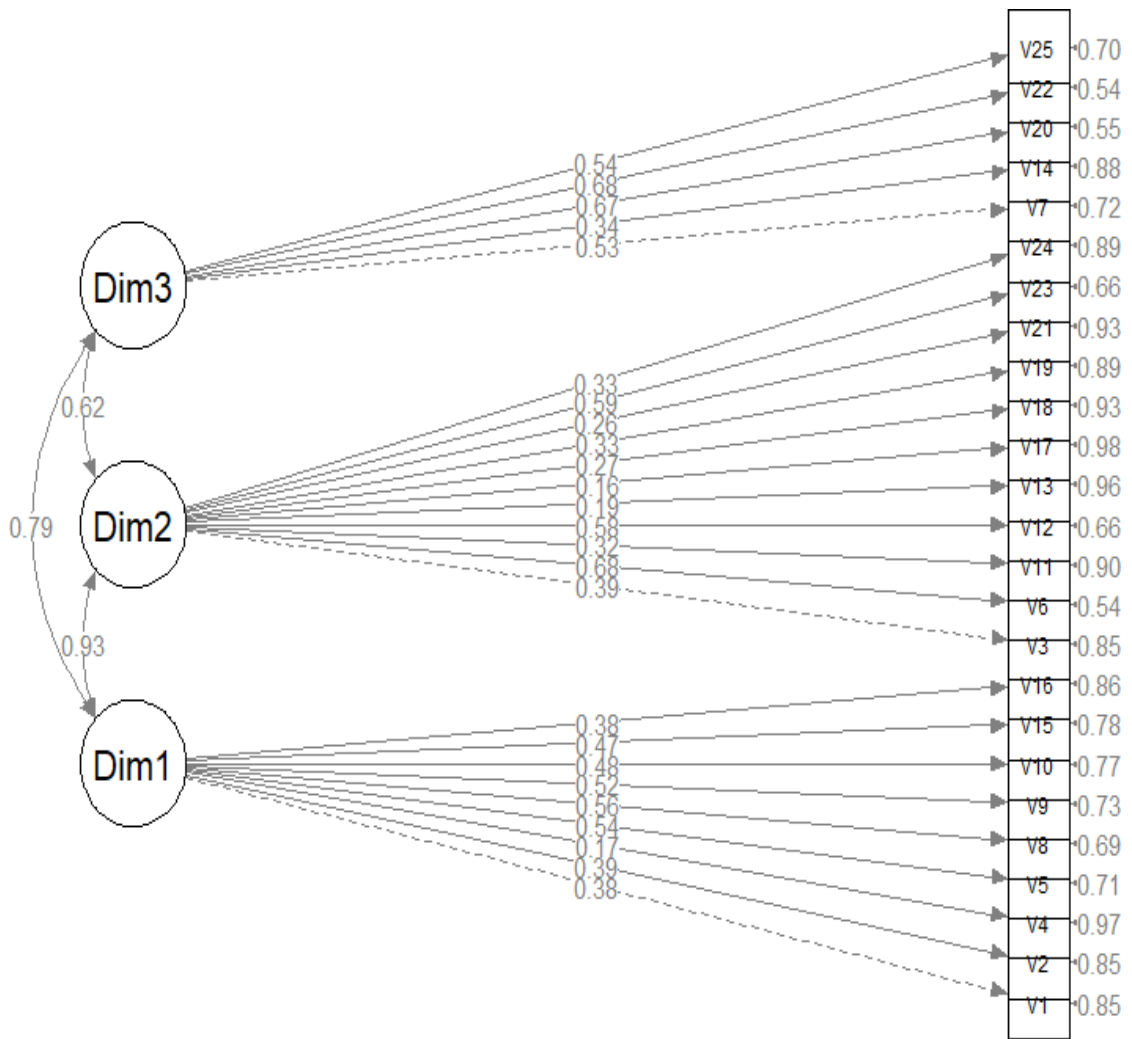 V25 0.70
V22 0.54
V20 0.55
0.54
V14 0.88
0.68
V7 0.72
0.67
0.34
0.53
V24 0.89
Dim3
V23 0.66
V21 0.93
V19 0.89
0.33
0.59
0.62
V18 0.93
0.26
0.33
V17 0.98
0.27
0.16
V13 0.96
0.19
0.79
Dim2
V12 0.66
0.58
0.32
V11 0.90
0.68
0.39
V6 0.54
0.93
V3 0.85
V16 0.86
0.38
V15 0.78
0.47
Dim1
V10 0.77
0.48
0.52
V9 0.73
0.56
0.54
V8 0.69
0.17
0.39
V5 0.71
0.38
V4 0.97
V2 0.85
V1 0.85